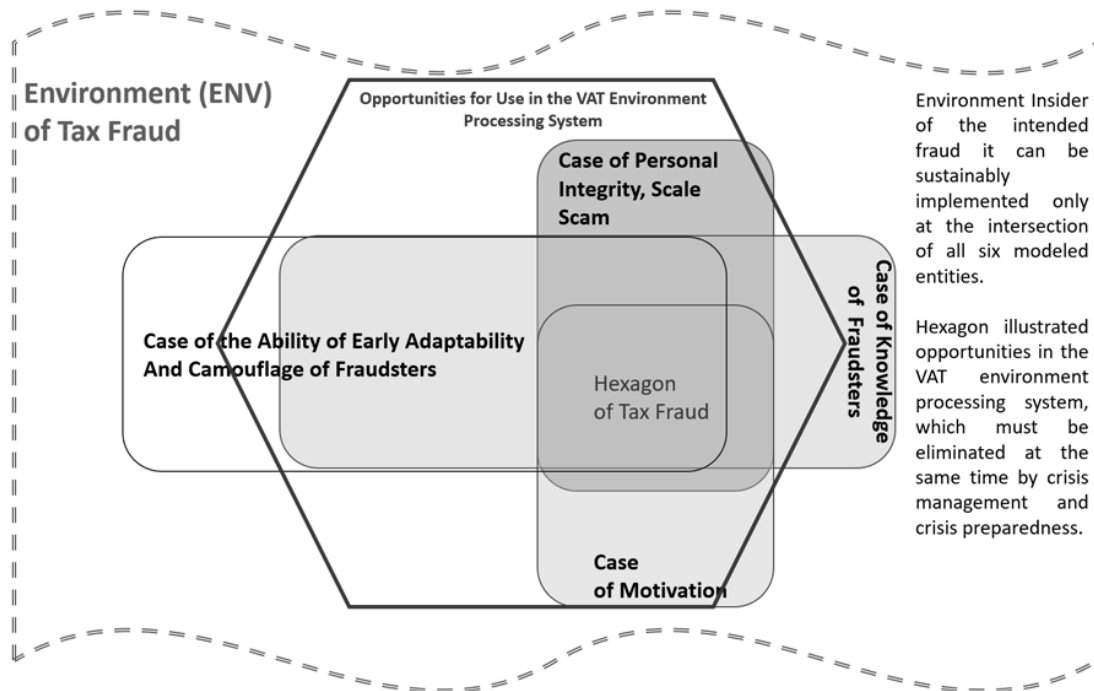 Environment (ENV)
of Tax Fraud
Opportunities for Use in the VAT Environment
Processing System
Case of Personal
Integrity, Scale
Scam
Case of the Ability of Early Adaptability
And Camouflage of Fraudsters
Hexagon
of Tax Fraud
Case of Knowledge
of Fraudsters
Case
of Motivation
Environment Insider
of the intended
fraud it can be
sustainably
implemented only
at the intersection
of all six modeled
entities.
Hexagon illustrated
opportunities in the
VAT environment
processing system,
which must be
eliminated at the
same time by crisis
management and
crisis preparedness.